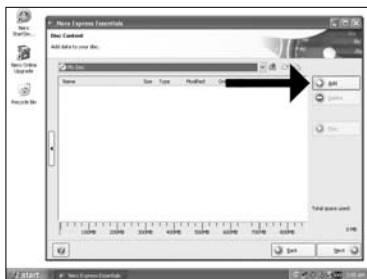 Nero Express Essentials
Disc Content
Add data to your disc.
My Disc
Name Size Type Modified
Add
Delete
Play
Nero StartSm...
Nero Online Upgrade
Recycle Bin
Total space used:
0 MB
100MB 200MB 300MB 400MB 500MB 600MB 700MB 800MB
Back
Next
start
Nero Express Essentials